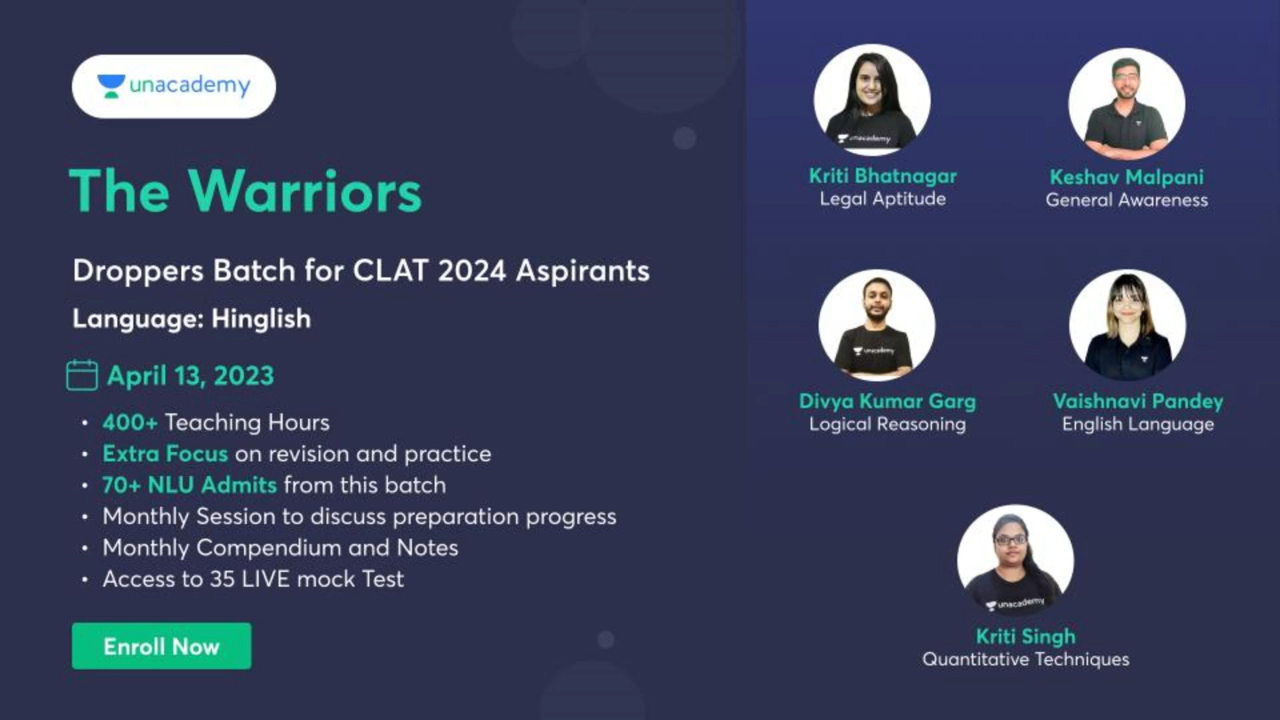 unacademy
The Warriors
Droppers Batch for CLAT 2024 Aspirants
Language: Hinglish
April 13, 2023
• 400+ Teaching Hours
• Extra Focus on revision and practice
• 70+ NLU Admits from this batch
• Monthly Session to discuss preparation progress
• Monthly Compendium and Notes
• Access to 35 LIVE mock Test
Enroll Now
unacademy
Kriti Bhatnagar
Legal Aptitude
Keshav Malpani
General Awareness
unacademy
Divya Kumar Garg
Logical Reasoning
Vaishnavi Pandey
English Language
unacademy
Kriti Singh
Quantitative Techniques